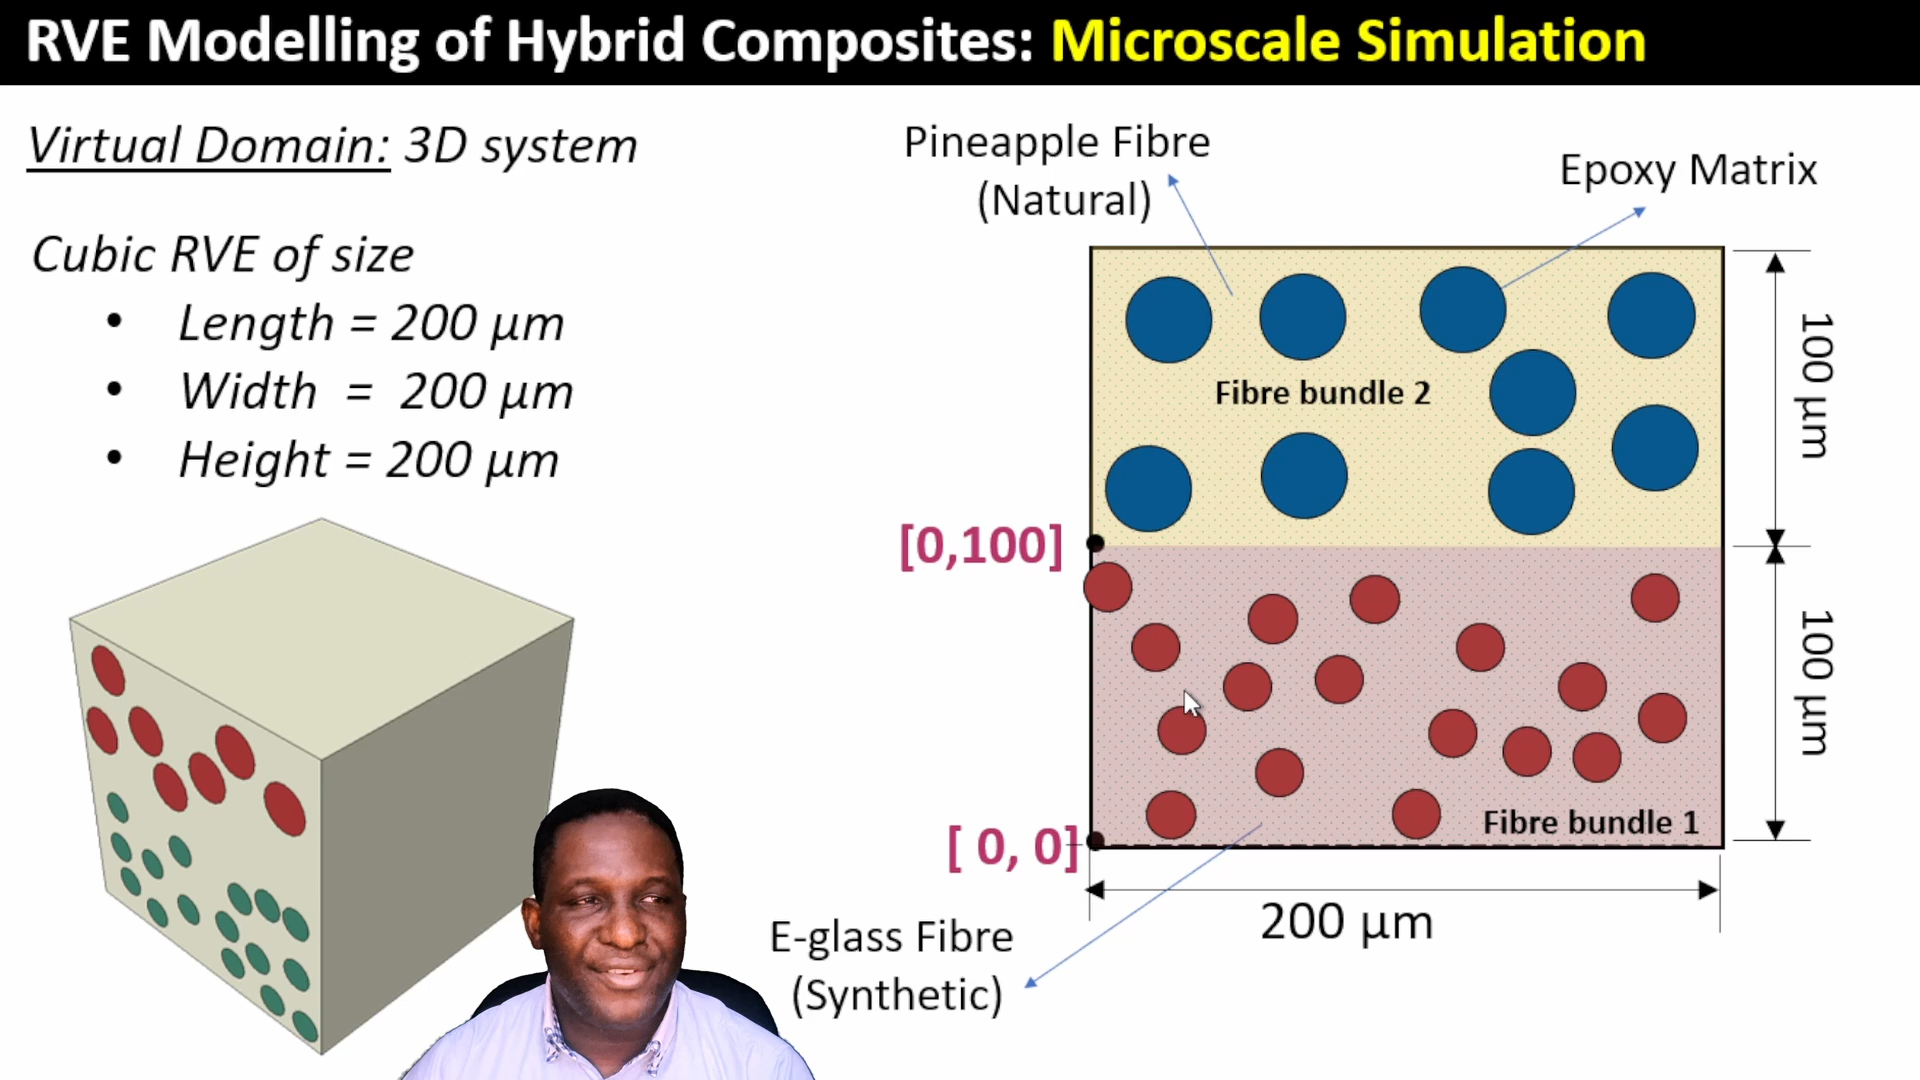 RVE Modelling of Hybrid Composites: Microscale Simulation
Virtual Domain: 3D system
Cubic RVE of size
• Length = 200 µm
• Width = 200 µm
• Height = 200 µm
Pineapple Fibre
(Natural)
Epoxy Matrix
Fibre bundle 2
100 µm
[0,100]
100 µm
Fibre bundle 1
[ 0, 0]
200 µm
E-glass Fibre
(Synthetic)